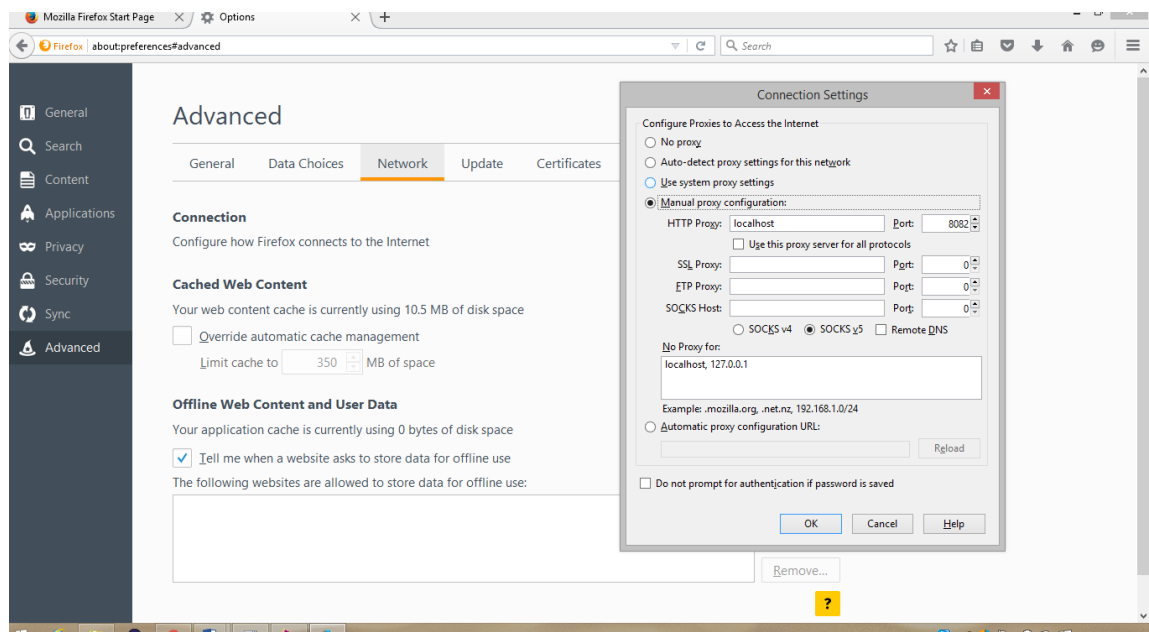 Mozilla Firefox Start Page
Options
Firefox about:preferences#advanced
Search
General
Search
Content
Applications
Privacy
Security
Sync
Advanced
Advanced
General Data Choices Network Update Certificates
Connection
Configure how Firefox connects to the Internet
Cached Web Content
Your web content cache is currently using 10.5 MB of disk space
Override automatic cache management
Limit cache to 350 MB of space
Offline Web Content and User Data
Your application cache is currently using 0 bytes of disk space
Tell me when a website asks to store data for offline use
The following websites are allowed to store data for offline use:
Remove...
?
Connection Settings
Configure Proxies to Access the Internet
No proxy
Auto-detect proxy settings for this network
Use system proxy settings
Manual proxy configuration:
HTTP Proxy: localhost Port: 8082
Use this proxy server for all protocols
SSL Proxy: Port: 0
FTP Proxy: Port: 0
SOCKS Host: Port: 0
SOCKS v4 SOCKS v5 Remote DNS
No Proxy for:
localhost, 127.0.0.1
Example: .mozilla.org, .net.nz, 192.168.1.0/24
Automatic proxy configuration URL:
Reload
Do not prompt for authentication if password is saved
OK Cancel Help